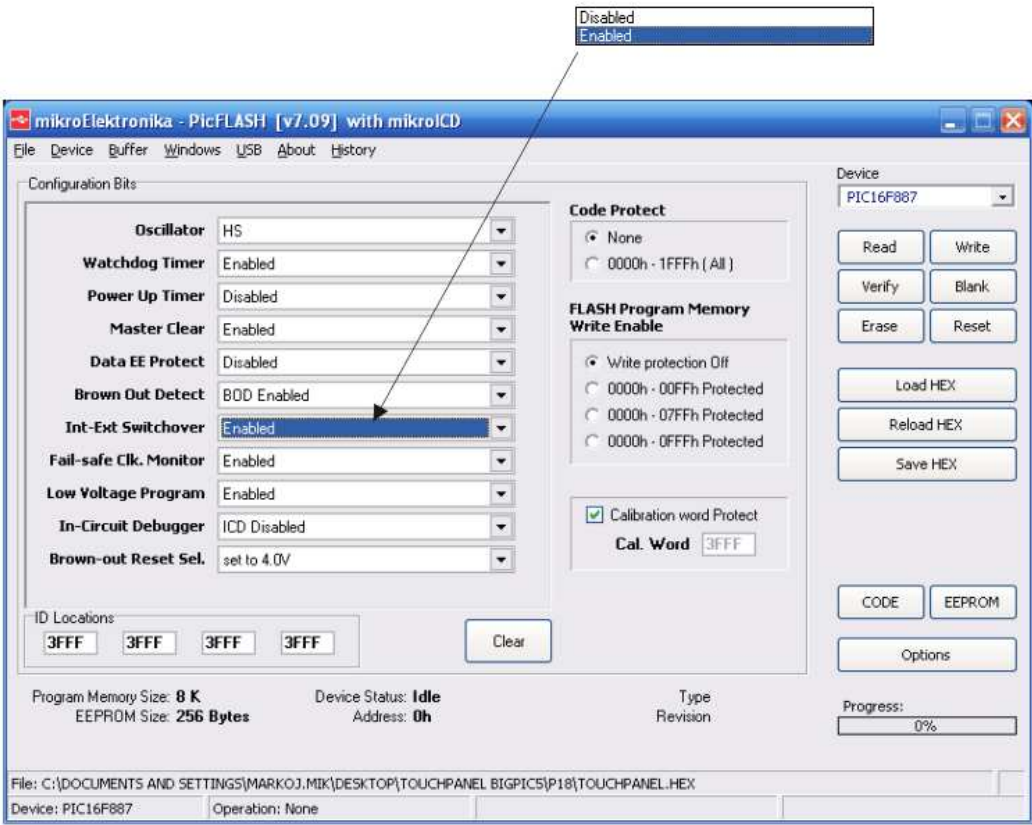 Disabled
Enabled
mikroElektronika - PicFLASH [v7.09] with mikroICD
File Device Buffer Windows USB About History
Configuration Bits
Oscillator HS
Watchdog Timer Enabled
Power Up Timer Disabled
Master Clear Enabled
Data EE Protect Disabled
Brown Out Detect BOD Enabled
Int-Ext Switchover Enabled
Fail-safe Clk. Monitor Enabled
Low Voltage Program Enabled
In-Circuit Debugger ICD Disabled
Brown-out Reset Sel. set to 4.0V
ID Locations
3FFF 3FFF 3FFF 3FFF
Clear
Code Protect
None
0000h - 1FFFh ( All )
FLASH Program Memory
Write Enable
Write protection Off
0000h - 00FFh Protected
0000h - 07FFh Protected
0000h - 0FFFh Protected
Calibration word Protect
Cal. Word 3FFF
Device
PIC16F887
Read Write
Verify Blank
Erase Reset
Load HEX
Reload HEX
Save HEX
CODE EEPROM
Options
Program Memory Size: 8 K Device Status: Idle Type
EEPROM Size: 256 Bytes Address: 0h Revision
Progress:
0%
File: C:\DOCUMENTS AND SETTINGS\MARKOJ.MIK\DESKTOP\TOUCHPANEL BIGPIC5\P18\TOUCHPANEL.HEX
Device: PIC16F887 Operation: None